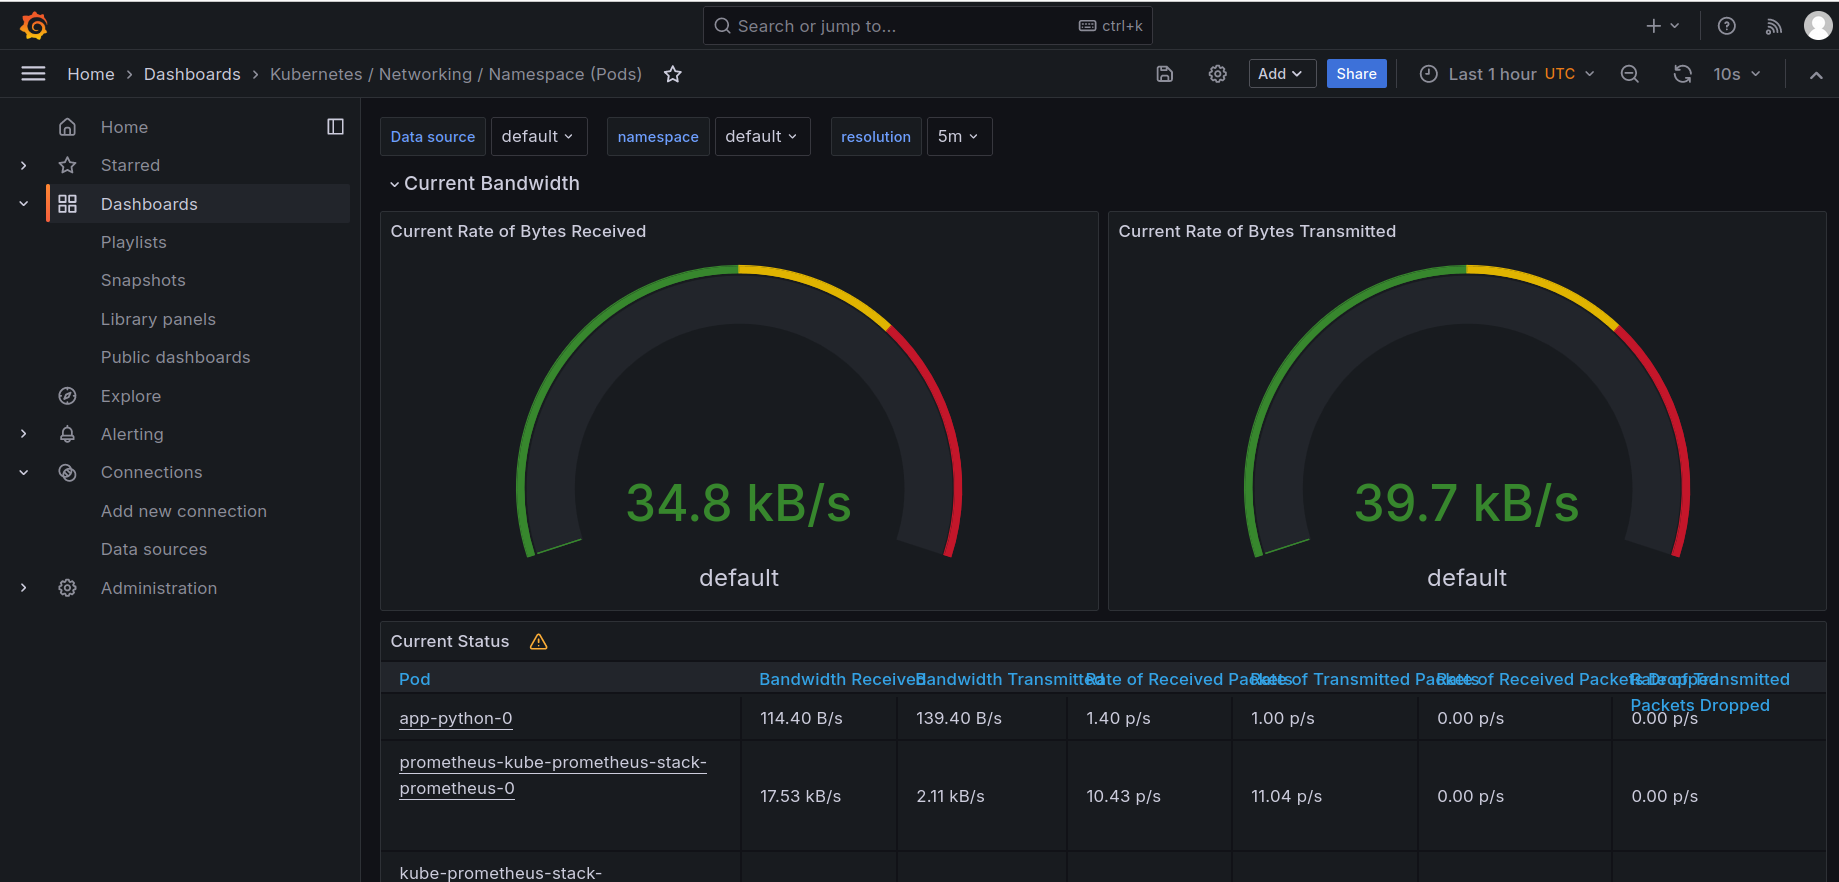 Search or jump to...
ctrl+k
Home › Dashboards › Kubernetes / Networking / Namespace (Pods)
Add
Share
Last 1 hour UTC
10s
Home
Starred
Dashboards
Playlists
Snapshots
Library panels
Public dashboards
Explore
Alerting
Connections
Add new connection
Data sources
Administration
Data source default
namespace default
resolution 5m
Current Bandwidth
Current Rate of Bytes Received
34.8 kB/s
default
Current Rate of Bytes Transmitted
39.7 kB/s
default
Current Status
Pod Bandwidth Received Bandwidth Transmitted Rate of Received Packets Rate of Transmitted Packets Rate of Received Packets Dropped Rate of Transmitted
Packets Dropped
app-python-0 114.40 B/s 139.40 B/s 1.40 p/s 1.00 p/s 0.00 p/s 0.00 p/s
prometheus-kube-prometheus-stack-
prometheus-0 17.53 kB/s 2.11 kB/s 10.43 p/s 11.04 p/s 0.00 p/s 0.00 p/s
kube-prometheus-stack-